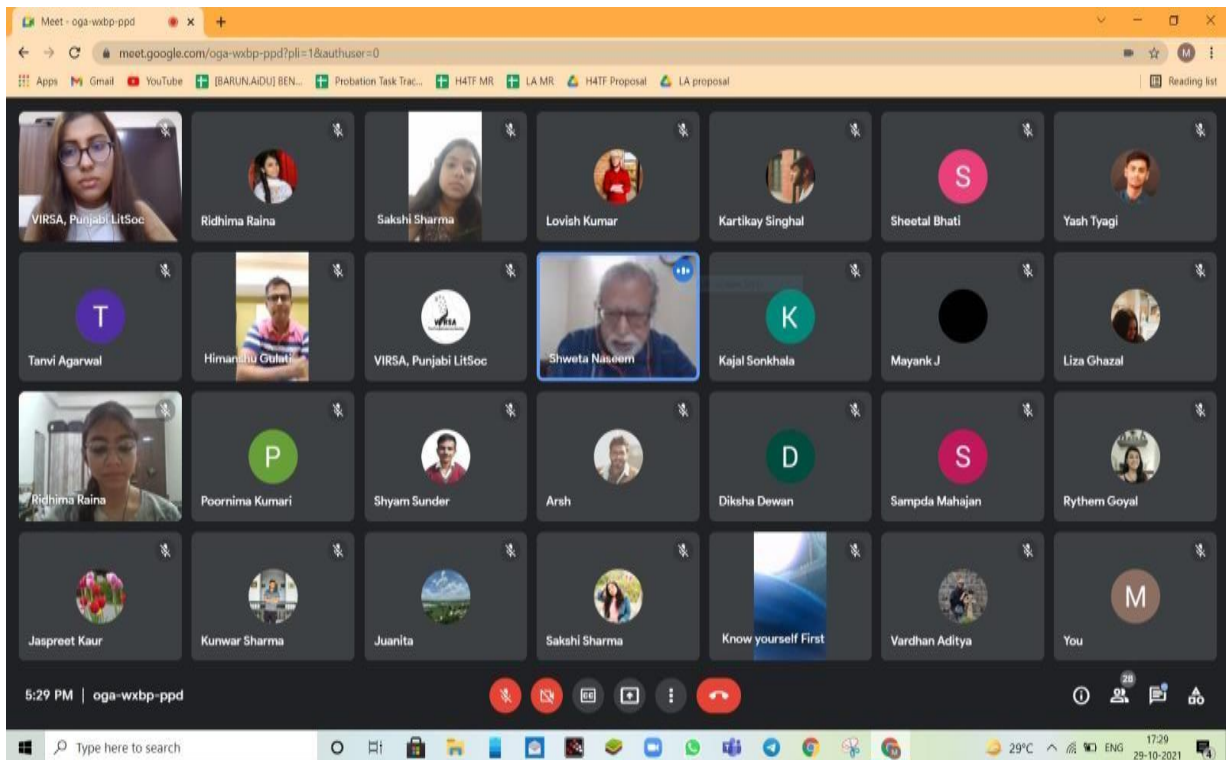 Meet - oga-wxbp-ppd
meet.google.com/oga-wxbp-ppd?pli=1&authuser=0
M
Apps Gmail YouTube [BARUN.AiDU] BEN... Probation Task Trac... H4TF MR LA MR H4TF Proposal LA proposal Reading list
VIRSA, Punjabi LitSoc
Ridhima Raina
Sakshi Sharma
Lovish Kumar
Kartikay Singhal
S
Sheetal Bhati
Yash Tyagi
T
Tanvi Agarwal
Himanshu Gulati
VIRSA
VIRSA, Punjabi LitSoc
Shweta Naseem
K
Kajal Sonkhala
Mayank J
Liza Ghazal
Ridhima Raina
P
Poornima Kumari
Shyam Sunder
Arsh
D
Diksha Dewan
S
Sampda Mahajan
Rythem Goyal
Jaspreet Kaur
Kunwar Sharma
Juanita
Sakshi Sharma
Know yourself First
Vardhan Aditya
M
You
5:29 PM | oga-wxbp-ppd
28
Type here to search
29°C ENG 17:29
29-10-2021
4